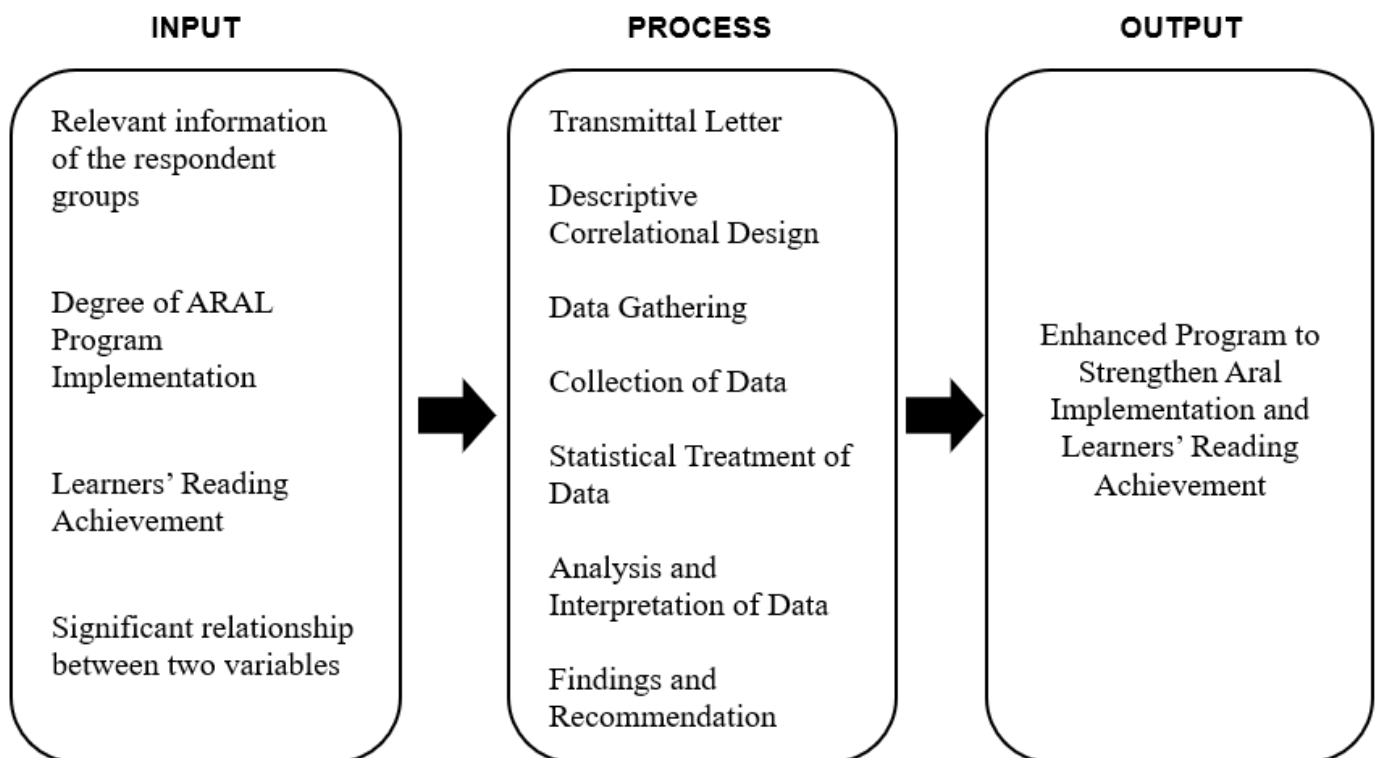 INPUT
Relevant information
of the respondent
groups
Degree of ARAL
Program
Implementation
Learners’ Reading
Achievement
Significant relationship
between two variables
PROCESS
Transmittal Letter
Descriptive
Correlational Design
Data Gathering
Collection of Data
Statistical Treatment of
Data
Analysis and
Interpretation of Data
Findings and
Recommendation
OUTPUT
Enhanced Program to
Strengthen Aral
Implementation and
Learners’ Reading
Achievement